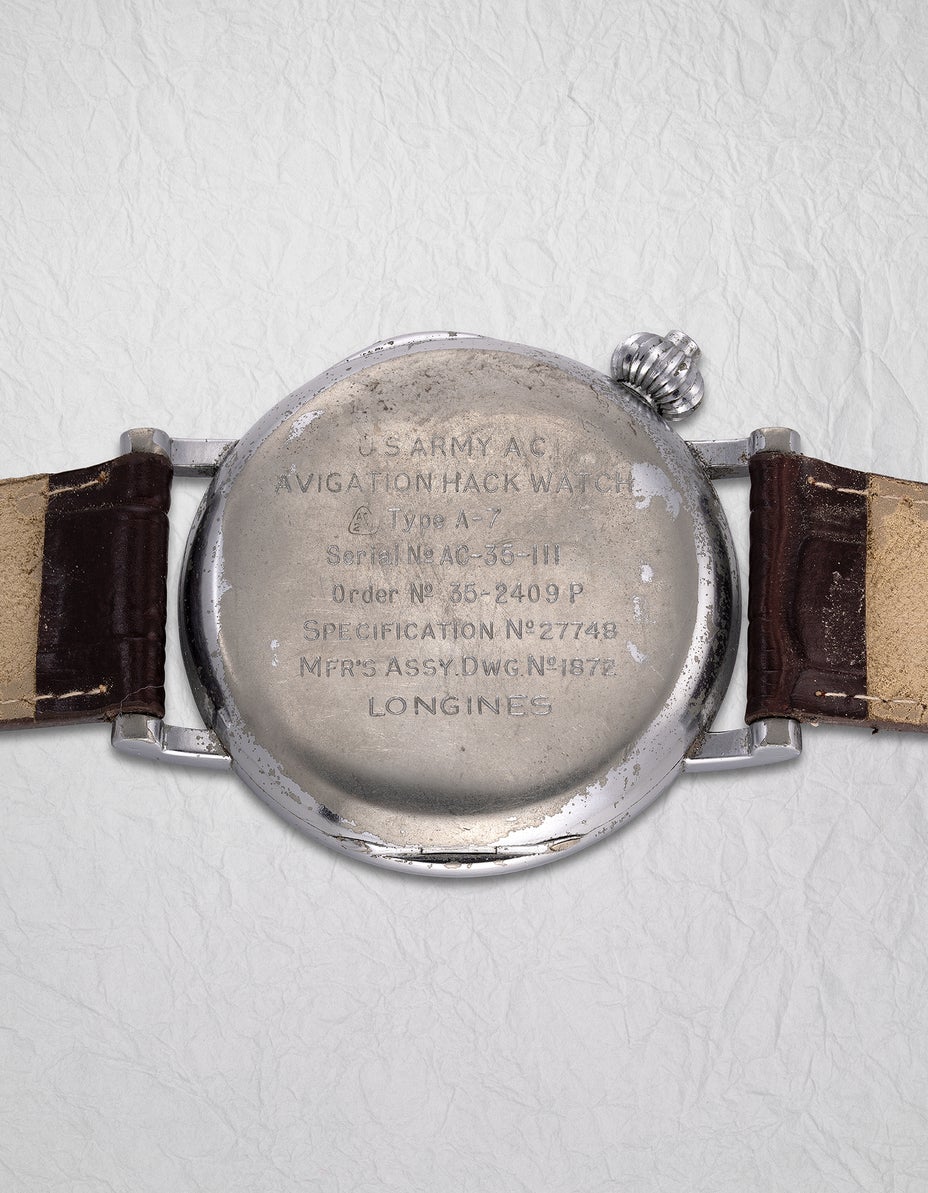 U.S. ARMY A.C.
AVIGATION HACK WATCH
Type A-7
Serial No AC-35-111
Order No 35-2409 P
SPECIFICATION No 27748
MFR'S ASSY. DWG. No 1872
LONGINES